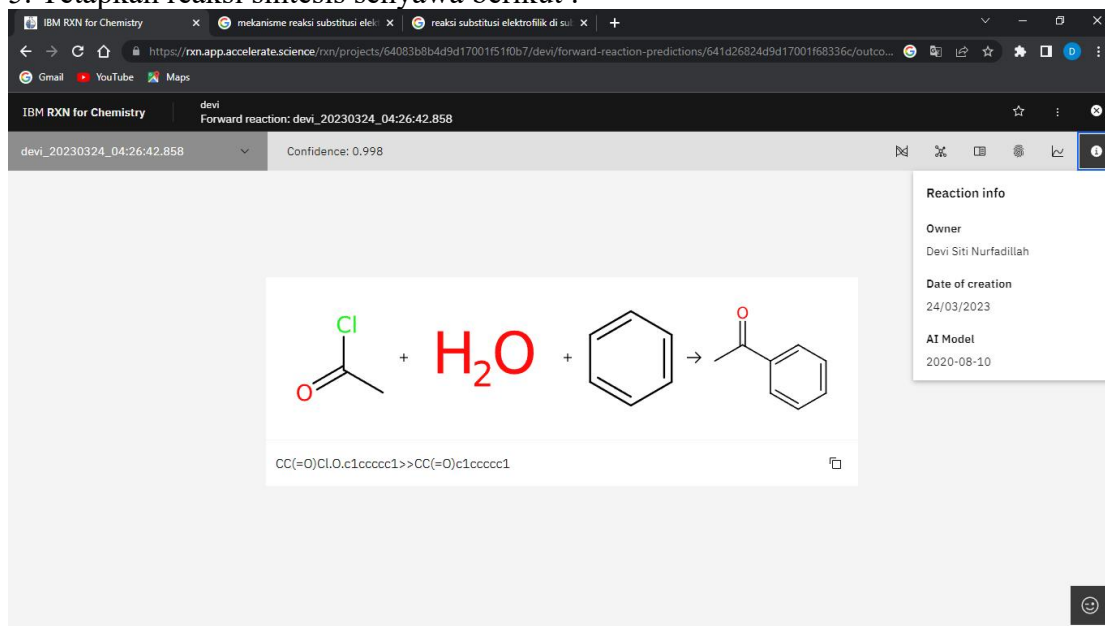 5. Tetapkan reaksi sintesis senyawa berikut :
IBM RXN for Chemistry
mekanisme reaksi substitusi elek
reaksi substitusi elektrofilik di sul
https://rxn.app.accelerate.science/rxn/projects/64083b8b4d9d17001f51f0b7/devi/forward-reaction-predictions/641d26824d9d17001f68336c/outco...
D
Gmail YouTube Maps
IBM RXN for Chemistry
devi
Forward reaction: devi_20230324_04:26:42.858
devi_20230324_04:26:42.858
Confidence: 0.998
Reaction info
Owner
Devi Siti Nurfadillah
Date of creation
24/03/2023
AI Model
2020-08-10
Cl
O
+
H₂O
+
→
O
CC(=O)Cl.O.c1ccccc1>>CC(=O)c1ccccc1